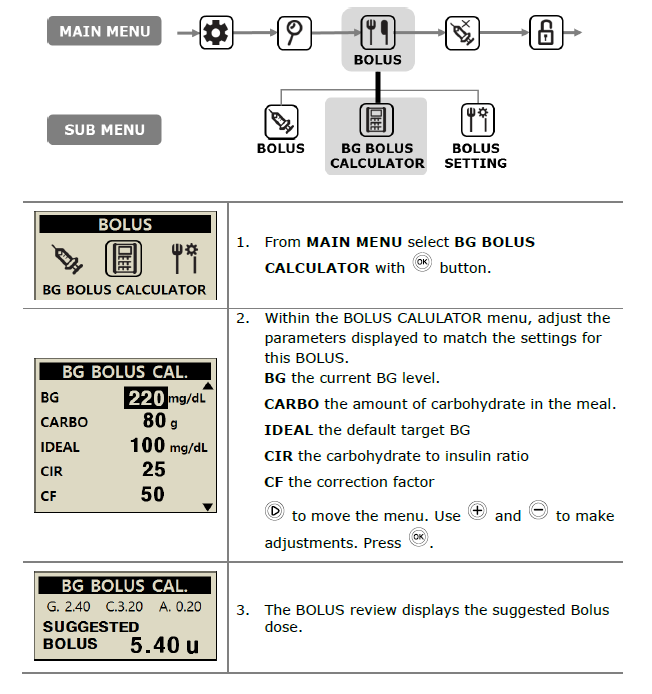 MAIN MENU
BOLUS
SUB MENU
BOLUS
BG BOLUS
CALCULATOR
BOLUS
SETTING
BOLUS
BG BOLUS CALCULATOR
1. From MAIN MENU select BG BOLUS
CALCULATOR with OK button.
BG BOLUS CAL.
BG 220 mg/dL
CARBO 80 g
IDEAL 100 mg/dL
CIR 25
CF 50
2. Within the BOLUS CALULATOR menu, adjust the
parameters displayed to match the settings for
this BOLUS.
BG the current BG level.
CARBO the amount of carbohydrate in the meal.
IDEAL the default target BG
CIR the carbohydrate to insulin ratio
CF the correction factor
to move the menu. Use + and − to make
adjustments. Press OK.
BG BOLUS CAL.
G. 2.40 C.3.20 A. 0.20
SUGGESTED
BOLUS 5.40 u
3. The BOLUS review displays the suggested Bolus
dose.